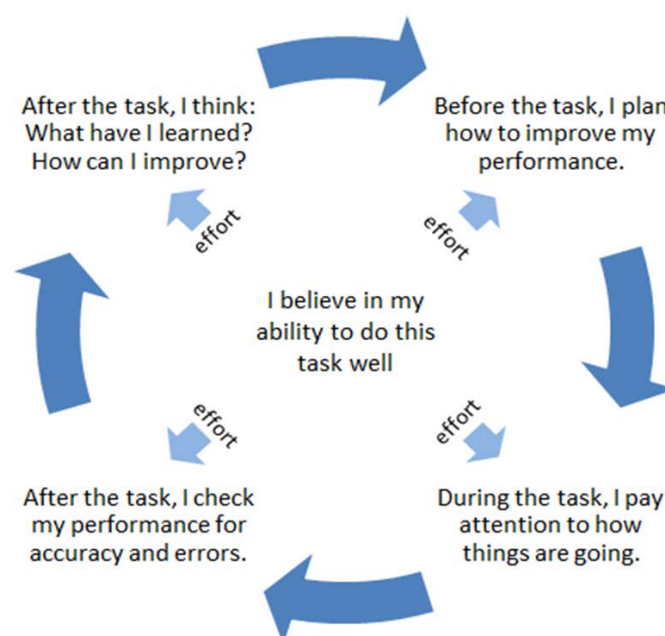 After the task, I think:
What have I learned?
How can I improve?
Before the task, I plan
how to improve my
performance.
effort
effort
I believe in my
ability to do this
task well
effort
effort
After the task, I check
my performance for
accuracy and errors.
During the task, I pay
attention to how
things are going.